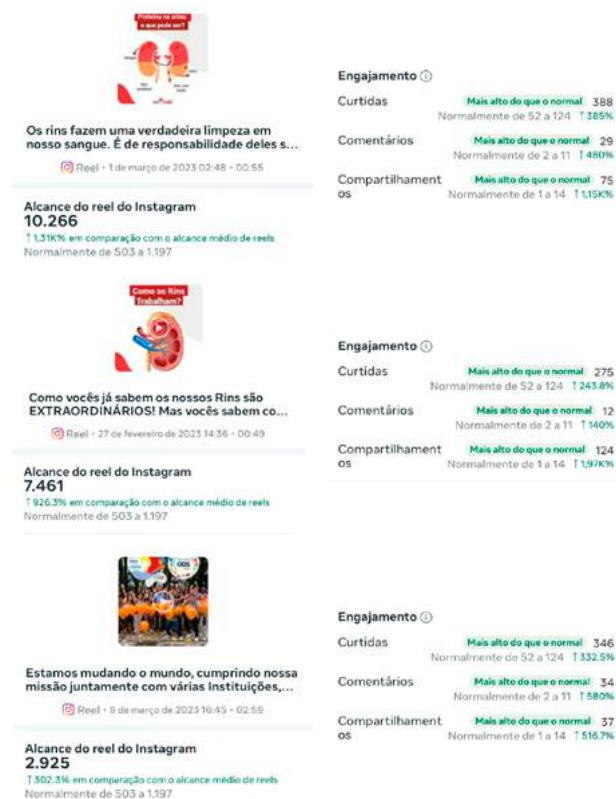 Proteína na urina:
o que pode ser?
Os rins fazem uma verdadeira limpeza em
nosso sangue. É de responsabilidade deles s...
Reel • 1 de março de 2023 02:48 • 00:55
Alcance do reel do Instagram
10.266
↑1,31K% em comparação com o alcance médio de reels
Normalmente de 503 a 1.197
Engajamento
Curtidas Mais alto do que o normal 388
Normalmente de 52 a 124 ↑385%
Comentários Mais alto do que o normal 29
Normalmente de 2 a 11 ↑480%
Compartilhament Mais alto do que o normal 75
os Normalmente de 1 a 14 ↑1,15K%
Como os Rins
Trabalham?
Como vocês já sabem os nossos Rins são
EXTRAORDINÁRIOS! Mas vocês sabem co...
Reel • 27 de fevereiro de 2023 14:36 • 00:49
Alcance do reel do Instagram
7.461
↑926.3% em comparação com o alcance médio de reels
Normalmente de 503 a 1.197
Engajamento
Curtidas Mais alto do que o normal 275
Normalmente de 52 a 124 ↑243.8%
Comentários Mais alto do que o normal 12
Normalmente de 2 a 11 ↑140%
Compartilhament Mais alto do que o normal 124
os Normalmente de 1 a 14 ↑1,97K%
Estamos mudando o mundo, cumprindo nossa
missão juntamente com várias Instituições,...
Reel • 9 de março de 2023 16:45 • 02:59
Alcance do reel do Instagram
2.925
↑302.3% em comparação com o alcance médio de reels
Normalmente de 503 a 1.197
Engajamento
Curtidas Mais alto do que o normal 346
Normalmente de 52 a 124 ↑332.5%
Comentários Mais alto do que o normal 34
Normalmente de 2 a 11 ↑580%
Compartilhament Mais alto do que o normal 37
os Normalmente de 1 a 14 ↑516.7%